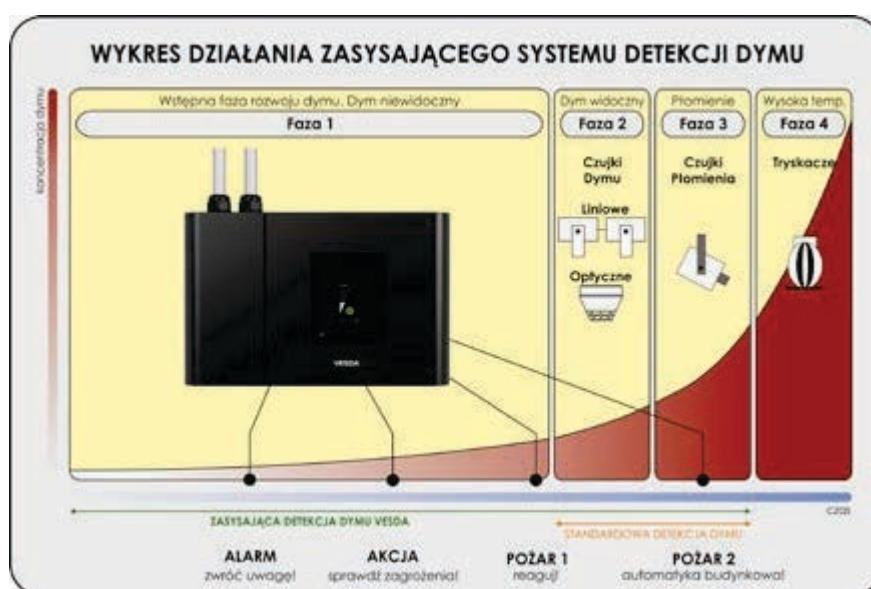 WYKRES DZIAŁANIA ZASYSAJĄCEGO SYSTEMU DETEKCJI DYMU
koncentracja dymu
Wstępna faza rozwoju dymu. Dym niewidoczny
Faza 1
Dym widoczny
Faza 2
Płomienie
Faza 3
Wysoka temp.
Faza 4
Czujki
Dymu
Liniowe
Optyczne
Czujki
Płomienia
Tryskacze
VESDA
czas
ZASYSAJĄCA DETEKCJA DYMU VESDA
STANDARDOWA DETEKCJA DYMU
ALARM
zwróć uwagę!
AKCJA
sprawdź zagrożenia!
POŻAR 1
reaguj!
POŻAR 2
automatyka budynkowa!